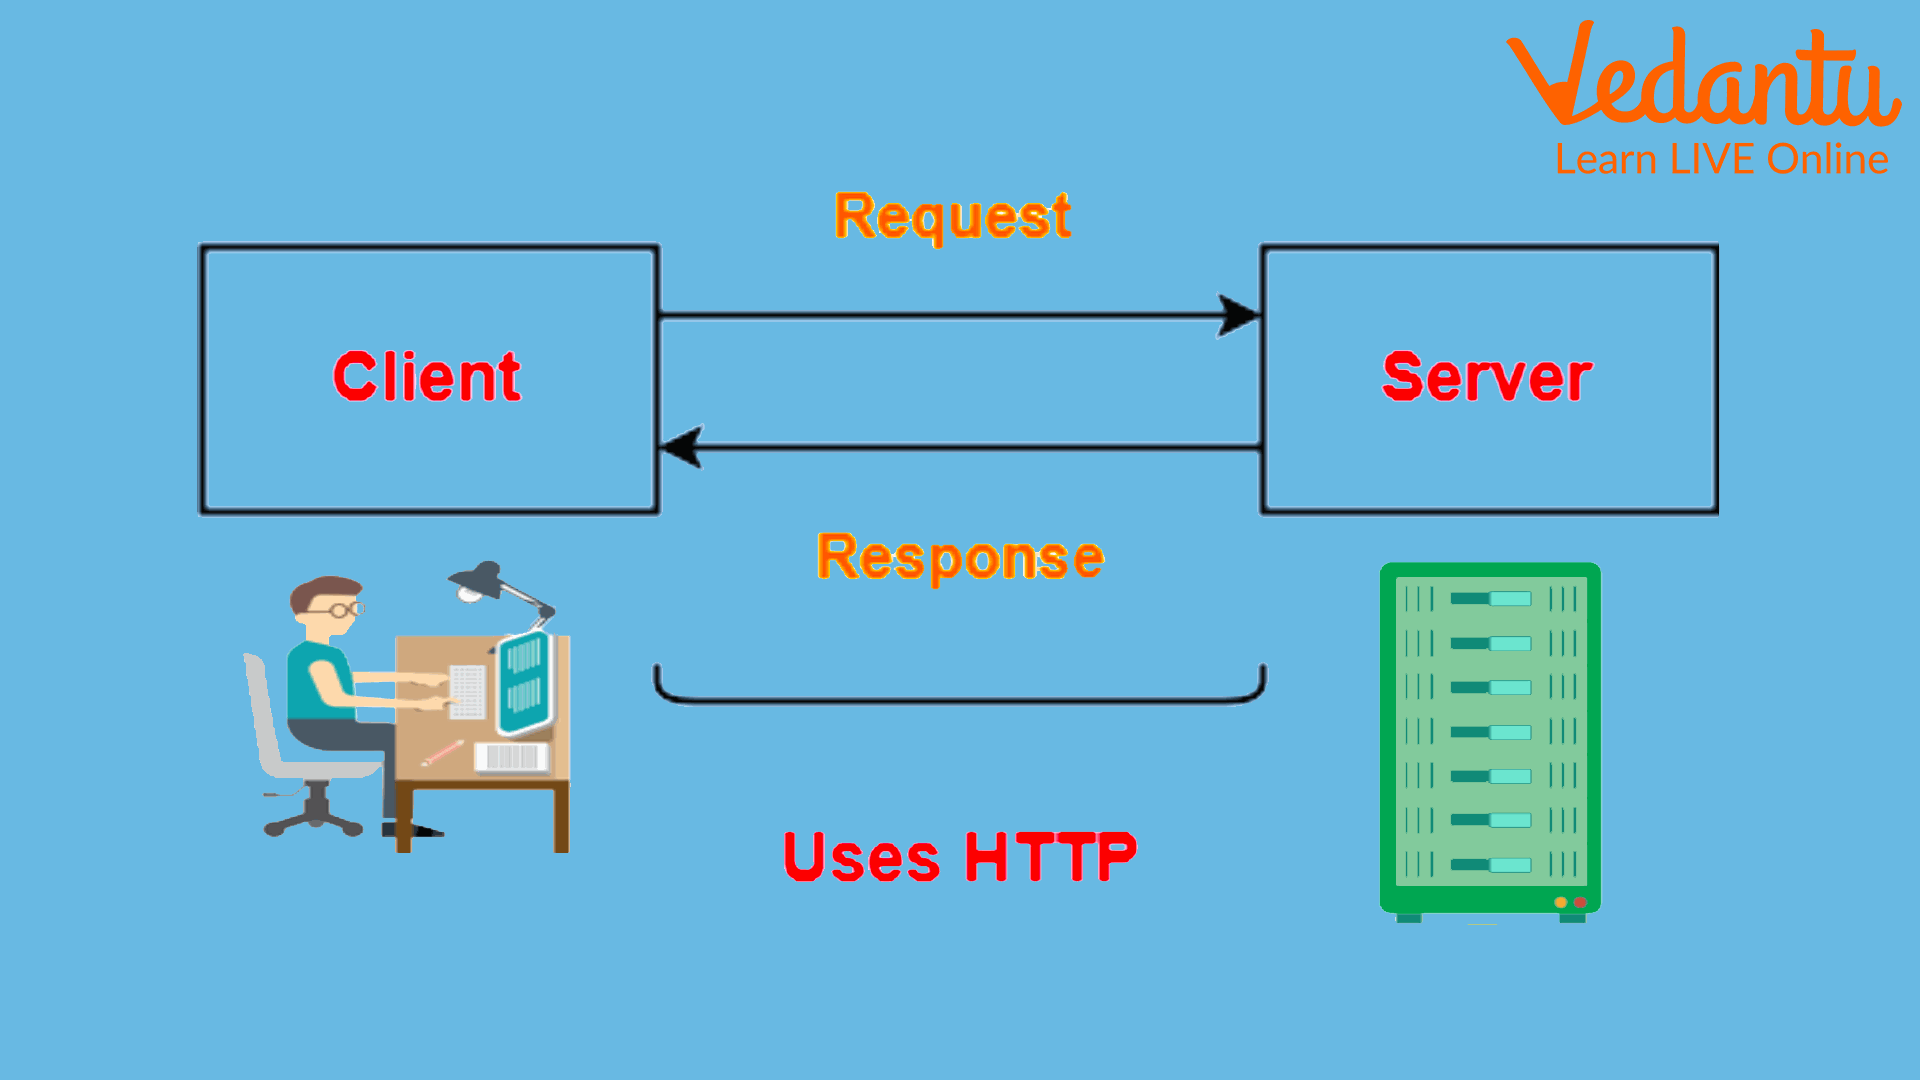 Vedantu
Learn LIVE Online
Request
Client
Server
Response
Uses HTTP